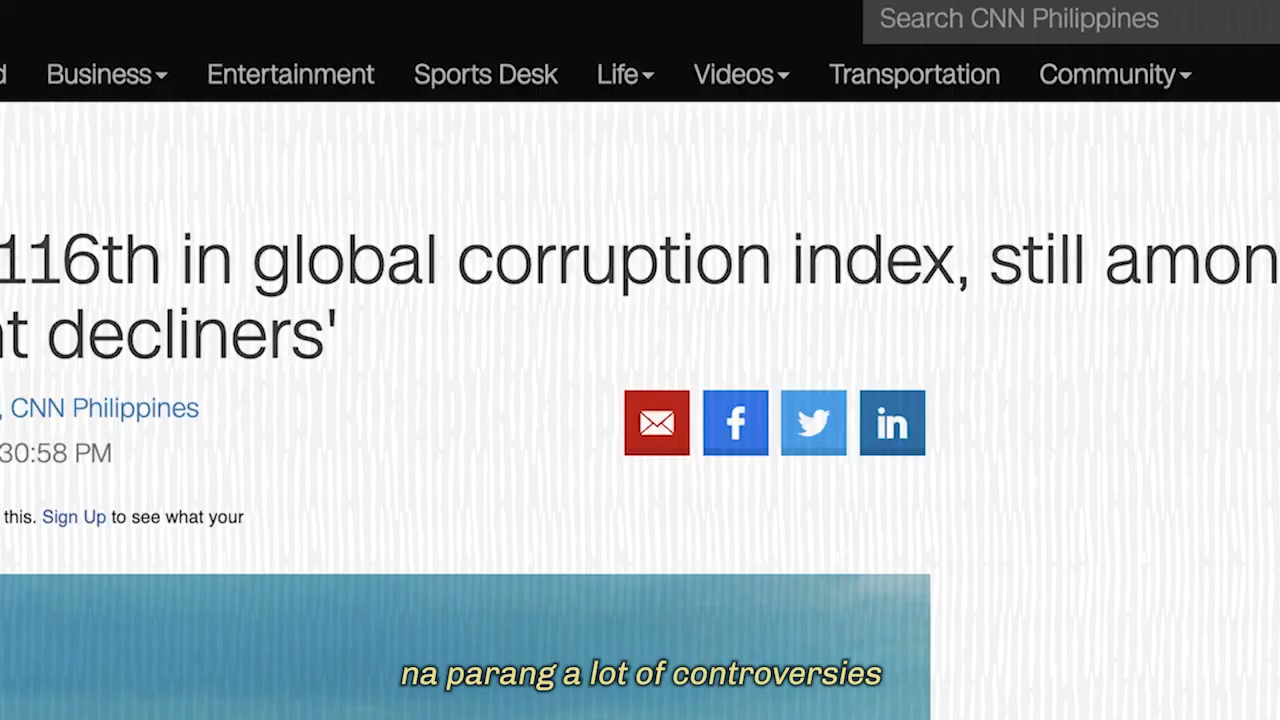 Search CNN Philippines
Business Entertainment Sports Desk Life Videos Transportation Community
116th in global corruption index, still amon
nt decliners'
, CNN Philippines
30:58 PM
this. Sign Up to see what your
na parang a lot of controversies